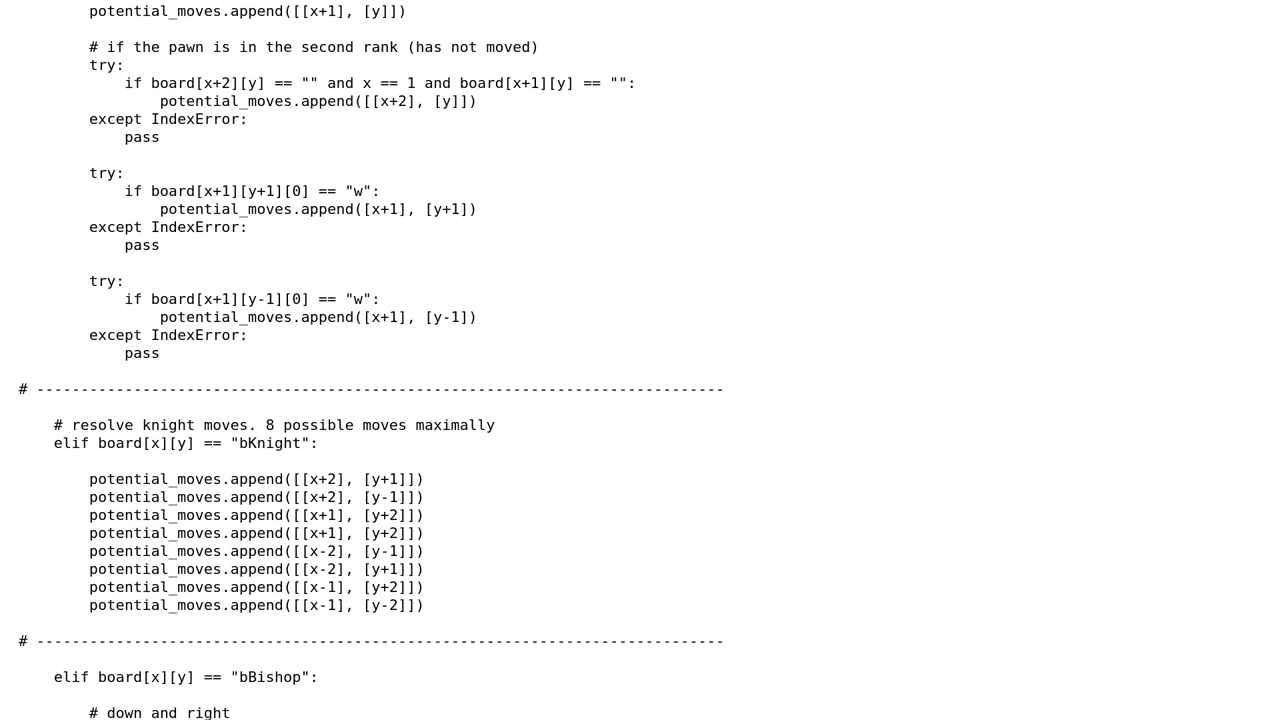 potential_moves.append([[x+1], [y]])

        # if the pawn is in the second rank (has not moved)
        try:
            if board[x+2][y] == "" and x == 1 and board[x+1][y] == "":
                potential_moves.append([[x+2], [y]])
        except IndexError:
            pass

        try:
            if board[x+1][y+1][0] == "w":
                potential_moves.append([x+1], [y+1])
        except IndexError:
            pass

        try:
            if board[x+1][y-1][0] == "w":
                potential_moves.append([x+1], [y-1])
        except IndexError:
            pass

# ------------------------------------------------------------------------------

    # resolve knight moves. 8 possible moves maximally
    elif board[x][y] == "bKnight":

        potential_moves.append([[x+2], [y+1]])
        potential_moves.append([[x+2], [y-1]])
        potential_moves.append([[x+1], [y+2]])
        potential_moves.append([[x+1], [y+2]])
        potential_moves.append([[x-2], [y-1]])
        potential_moves.append([[x-2], [y+1]])
        potential_moves.append([[x-1], [y+2]])
        potential_moves.append([[x-1], [y-2]])

# ------------------------------------------------------------------------------

    elif board[x][y] == "bBishop":

        # down and right